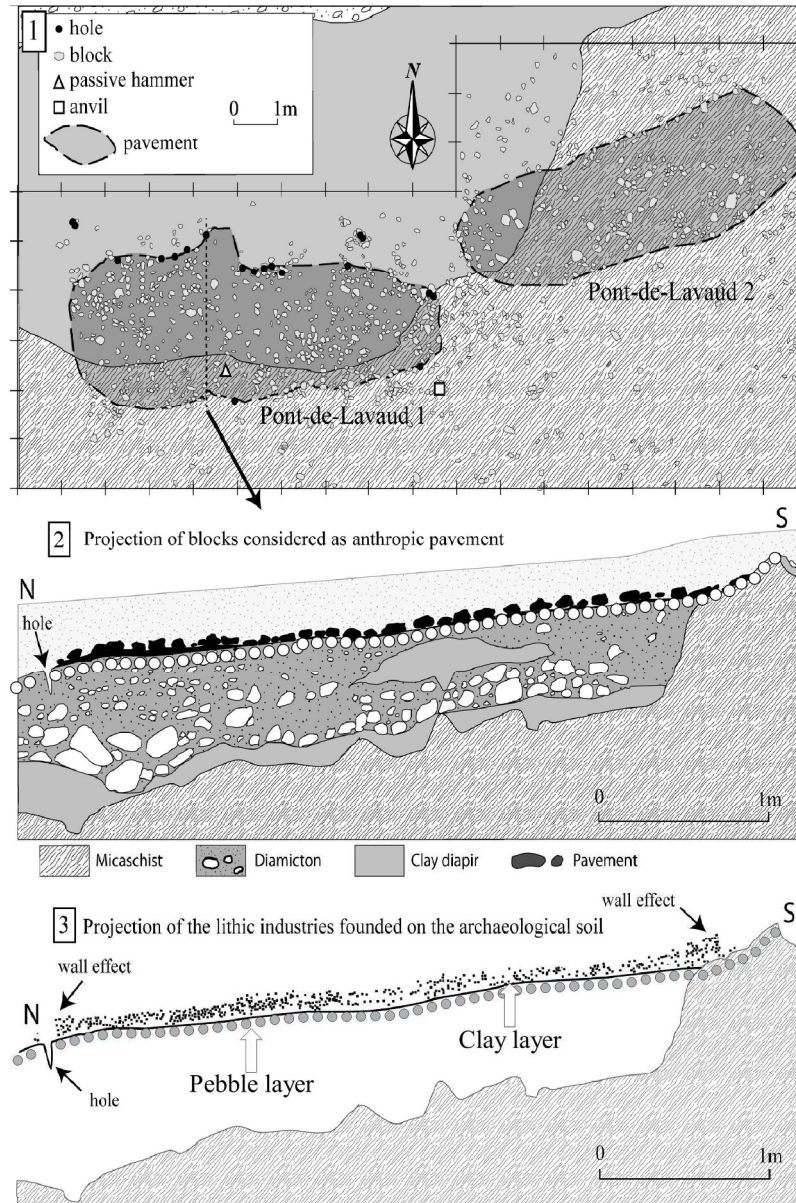 1
hole
block
passive hammer
anvil
0 1m
pavement
N
Pont-de-Lavaud 2
Pont-de-Lavaud 1
2 Projection of blocks considered as anthropic pavement
S
N
hole
0 1m
Micaschist Diamicton Clay diapir Pavement
3 Projection of the lithic industries founded on the archaeological soil
wall effect
S
wall effect
N
Clay layer
Pebble layer
hole
0 1m